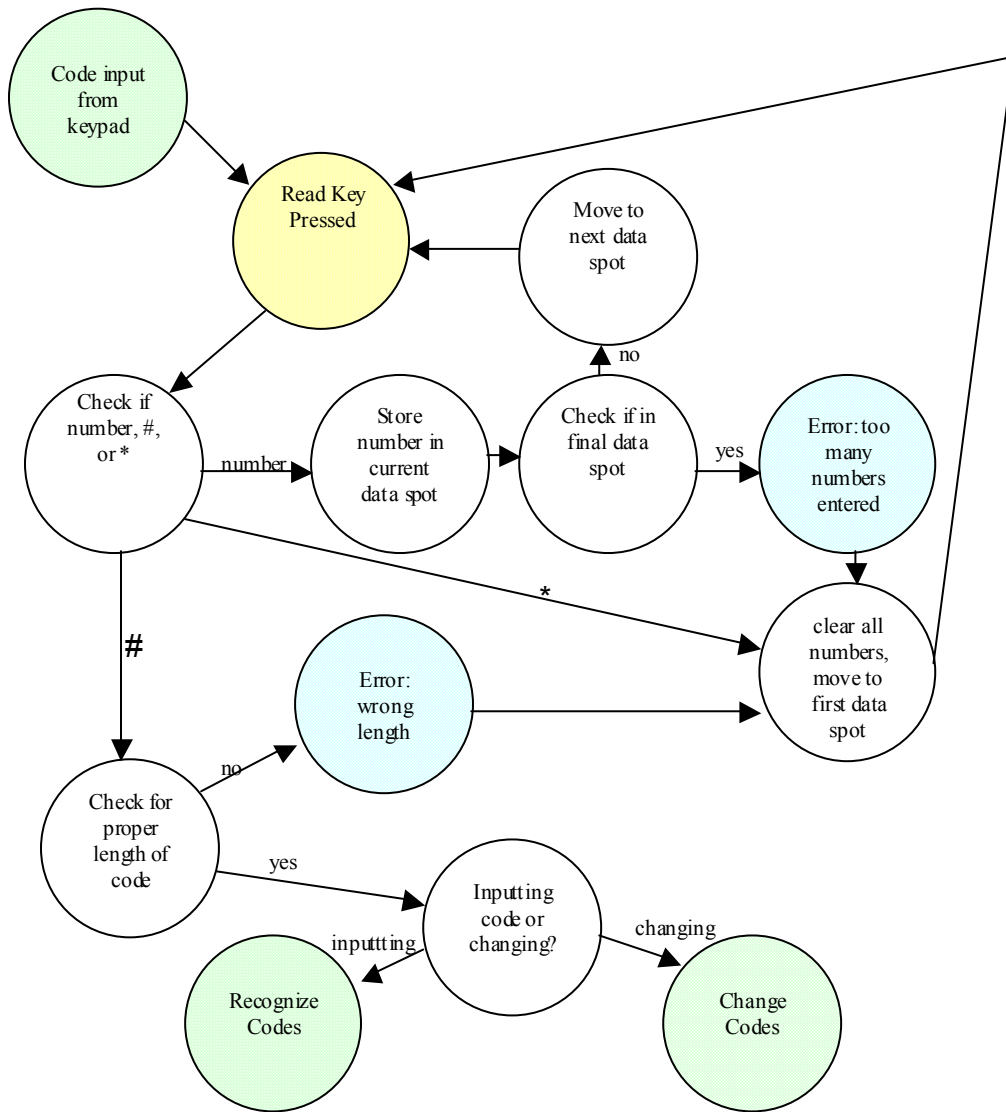 Code input
from
keypad
Read Key
Pressed
Move to
next data
spot
no
Check if
number, #,
or *
number
Store
number in
current
data spot
Check if in
final data
spot
yes
Error: too
many
numbers
entered
*
#
Error:
wrong
length
clear all
numbers,
move to
first data
spot
no
Check for
proper
length of
code
yes
Inputting
code or
changing?
inputtting
changing
Recognize
Codes
Change
Codes